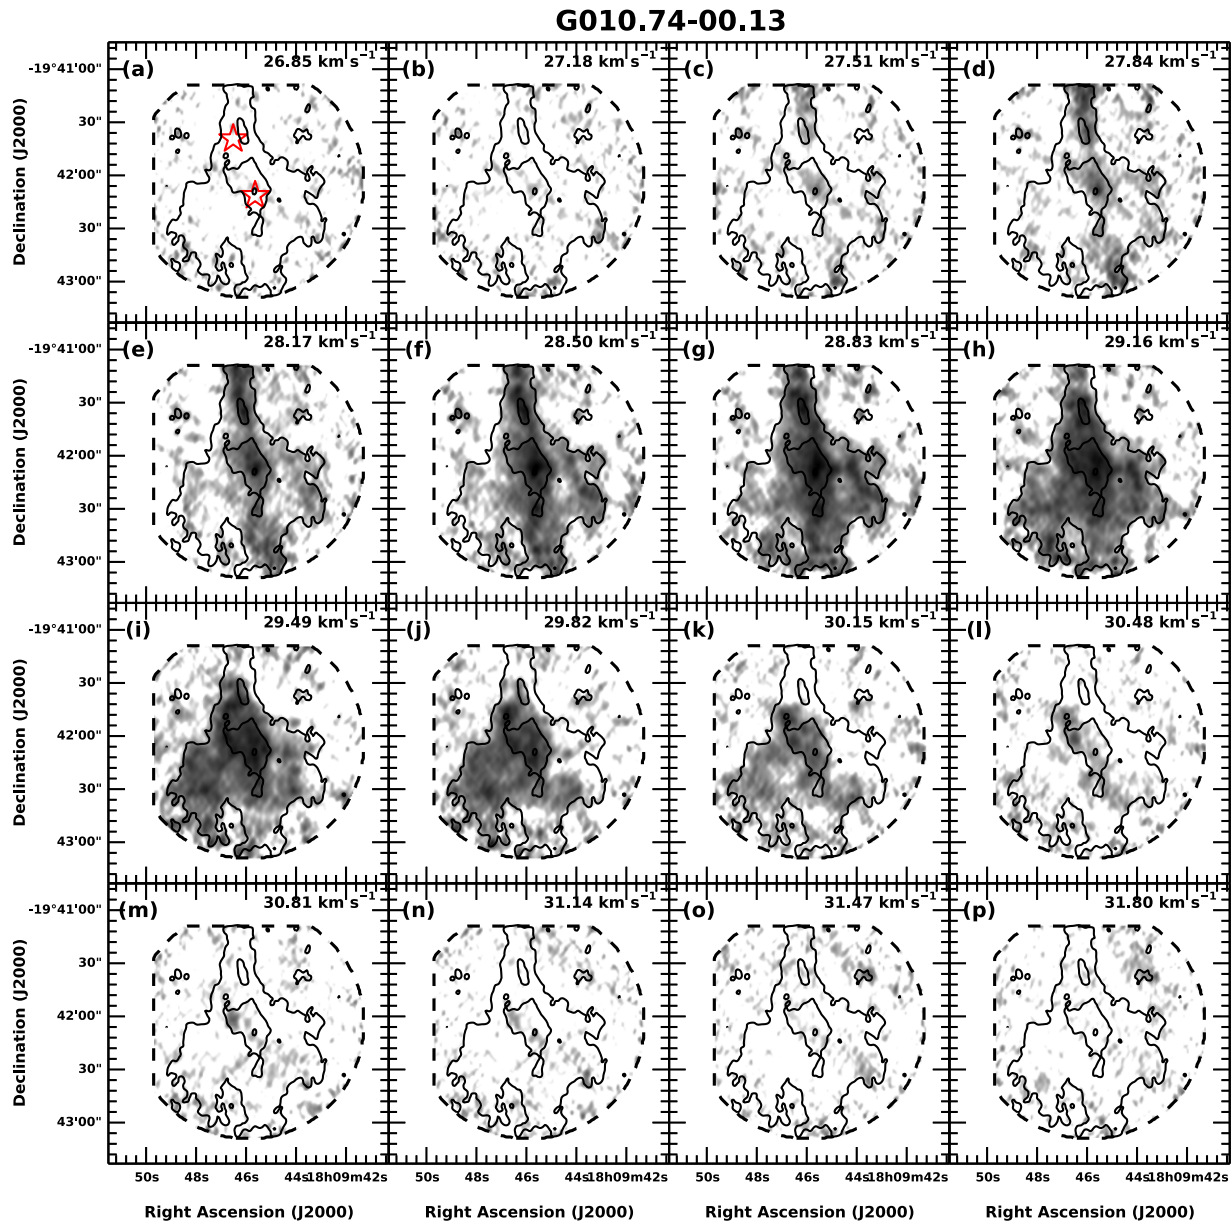 G010.74-00.13
(a) 26.85 km s⁻¹ (b) 27.18 km s⁻¹ (c) 27.51 km s⁻¹ (d) 27.84 km s⁻¹
-19°41'00"
30"
42'00"
30"
43'00"
Declination (J2000)
(e) 28.17 km s⁻¹ (f) 28.50 km s⁻¹ (g) 28.83 km s⁻¹ (h) 29.16 km s⁻¹
-19°41'00"
30"
42'00"
30"
43'00"
Declination (J2000)
(i) 29.49 km s⁻¹ (j) 29.82 km s⁻¹ (k) 30.15 km s⁻¹ (l) 30.48 km s⁻¹
-19°41'00"
30"
42'00"
30"
43'00"
Declination (J2000)
(m) 30.81 km s⁻¹ (n) 31.14 km s⁻¹ (o) 31.47 km s⁻¹ (p) 31.80 km s⁻¹
-19°41'00"
30"
42'00"
30"
43'00"
Declination (J2000)
50s 48s 46s 44s 18h09m42s 50s 48s 46s 44s 18h09m42s 50s 48s 46s 44s 18h09m42s 50s 48s 46s 44s 18h09m42s
Right Ascension (J2000) Right Ascension (J2000) Right Ascension (J2000) Right Ascension (J2000)